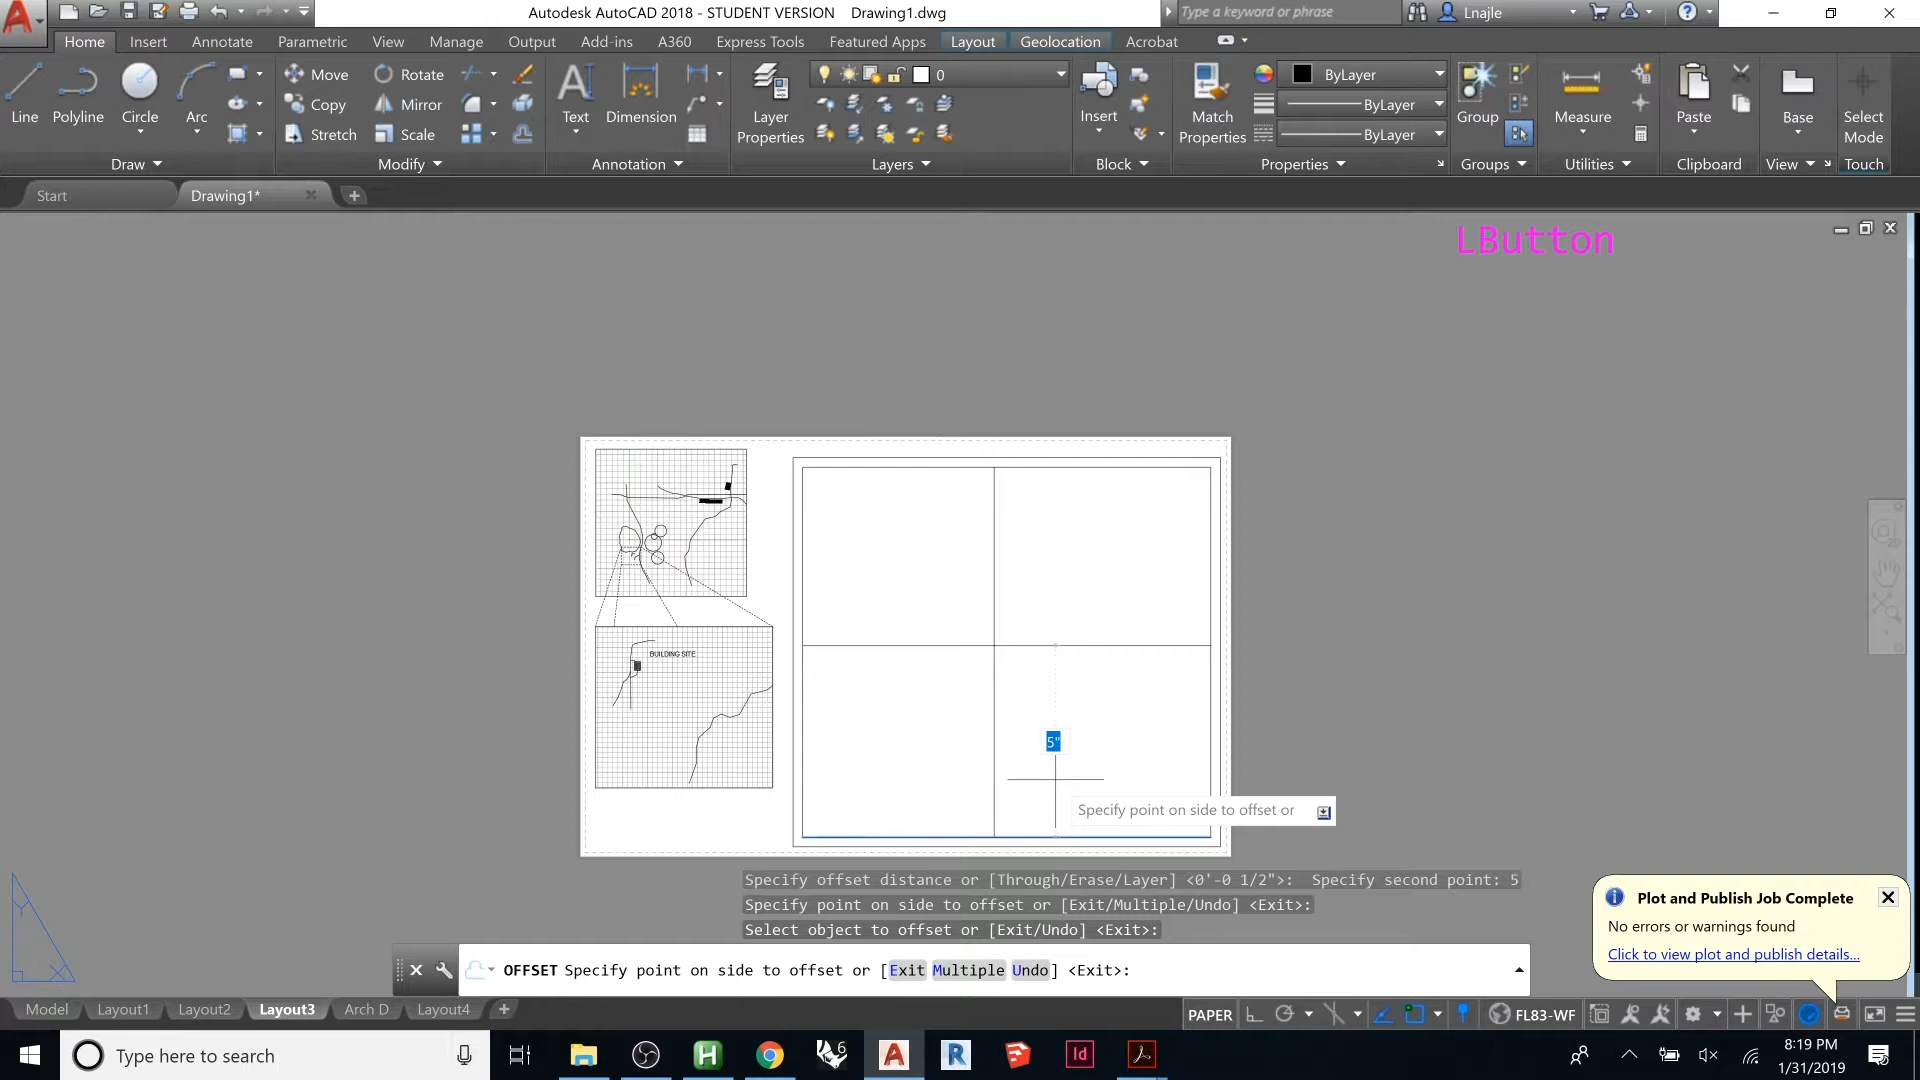 Autodesk AutoCAD 2018 - STUDENT VERSION Drawing1.dwg
Type a keyword or phrase
Lnajle
Home Insert Annotate Parametric View Manage Output Add-ins A360 Express Tools Featured Apps Layout Geolocation Acrobat
Line
Polyline
Circle
Arc
Draw
Move
Rotate
Copy
Mirror
Stretch
Scale
Modify
Text
Dimension
Annotation
Layer
Properties
0
Layers
Insert
Block
Match
Properties
ByLayer
ByLayer
ByLayer
Properties
Group
Groups
Measure
Utilities
Paste
Clipboard
Base
View
Select
Mode
Touch
Start
Drawing1*
LButton
BUILDING SITE
5"
Specify point on side to offset or
Specify offset distance or [Through/Erase/Layer] <0'-0 1/2">: Specify second point: 5
Specify point on side to offset or [Exit/Multiple/Undo] <Exit>:
Select object to offset or [Exit/Undo] <Exit>:
OFFSET Specify point on side to offset or [Exit Multiple Undo] <Exit>:
Plot and Publish Job Complete
No errors or warnings found
Click to view plot and publish details...
Model Layout1 Layout2 Layout3 Arch D Layout4
PAPER
FL83-WF
Type here to search
6
Id
8:19 PM
1/31/2019